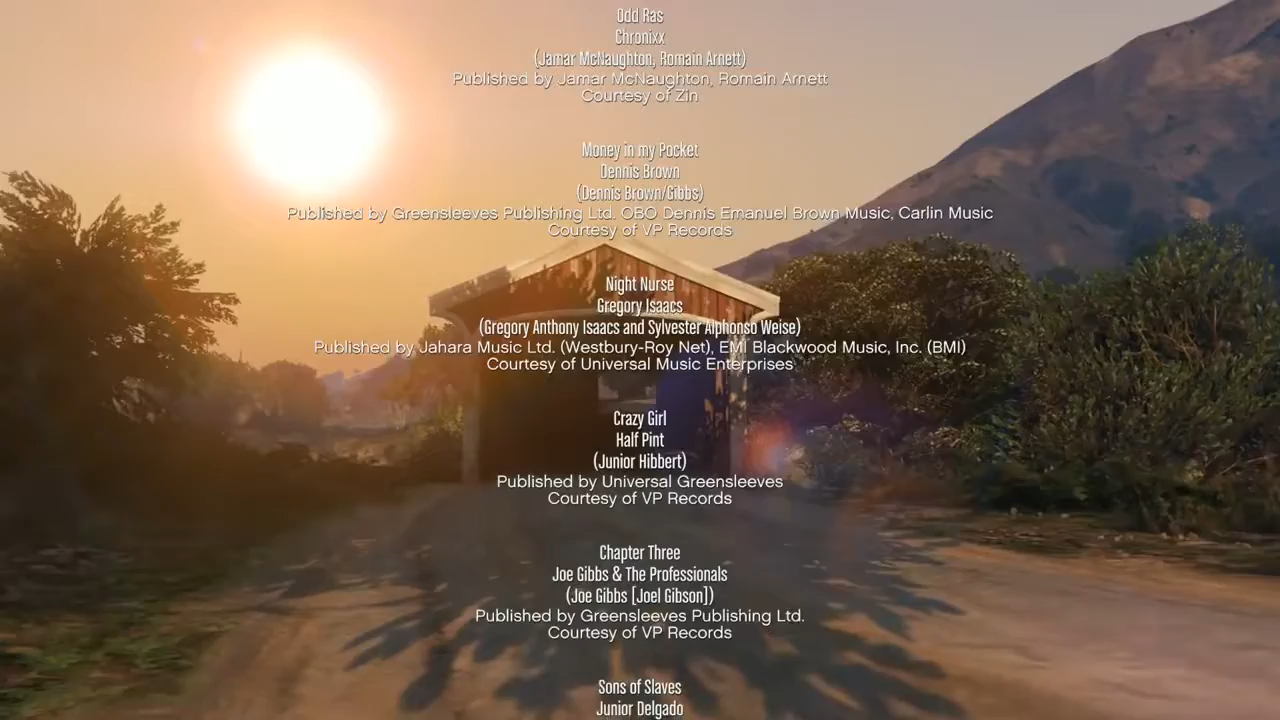 Odd Ras
Chronixx
(Jamar McNaughton, Romain Arnett)
Published by Jamar McNaughton, Romain Arnett
Courtesy of Zin
Money in my Pocket
Dennis Brown
(Dennis Brown/Gibbs)
Published by Greensleeves Publishing Ltd. OBO Dennis Emanuel Brown Music, Carlin Music
Courtesy of VP Records
Night Nurse
Gregory Isaacs
(Gregory Anthony Isaacs and Sylvester Alphonso Weise)
Published by Jahara Music Ltd. (Westbury-Roy Net), EMI Blackwood Music, Inc. (BMI)
Courtesy of Universal Music Enterprises
Crazy Girl
Half Pint
(Junior Hibbert)
Published by Universal Greensleeves
Courtesy of VP Records
Chapter Three
Joe Gibbs & The Professionals
(Joe Gibbs [Joel Gibson])
Published by Greensleeves Publishing Ltd.
Courtesy of VP Records
Sons of Slaves
Junior Delgado